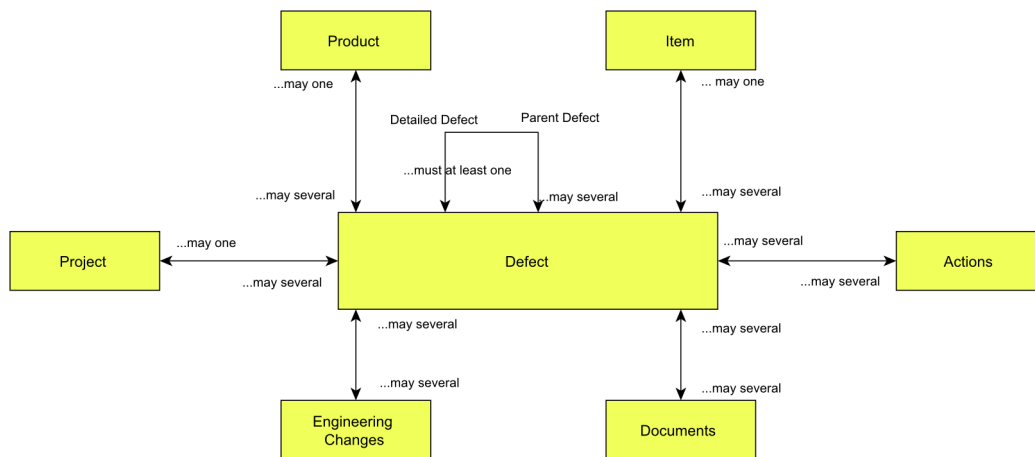 Product
Item
...may one
... may one
Detailed Defect
Parent Defect
...must at least one
...may several
...may several
...may several
...may one
...may several
Project
Defect
Actions
...may several
...may several
...may several
...may several
...may several
...may several
Engineering
Changes
Documents